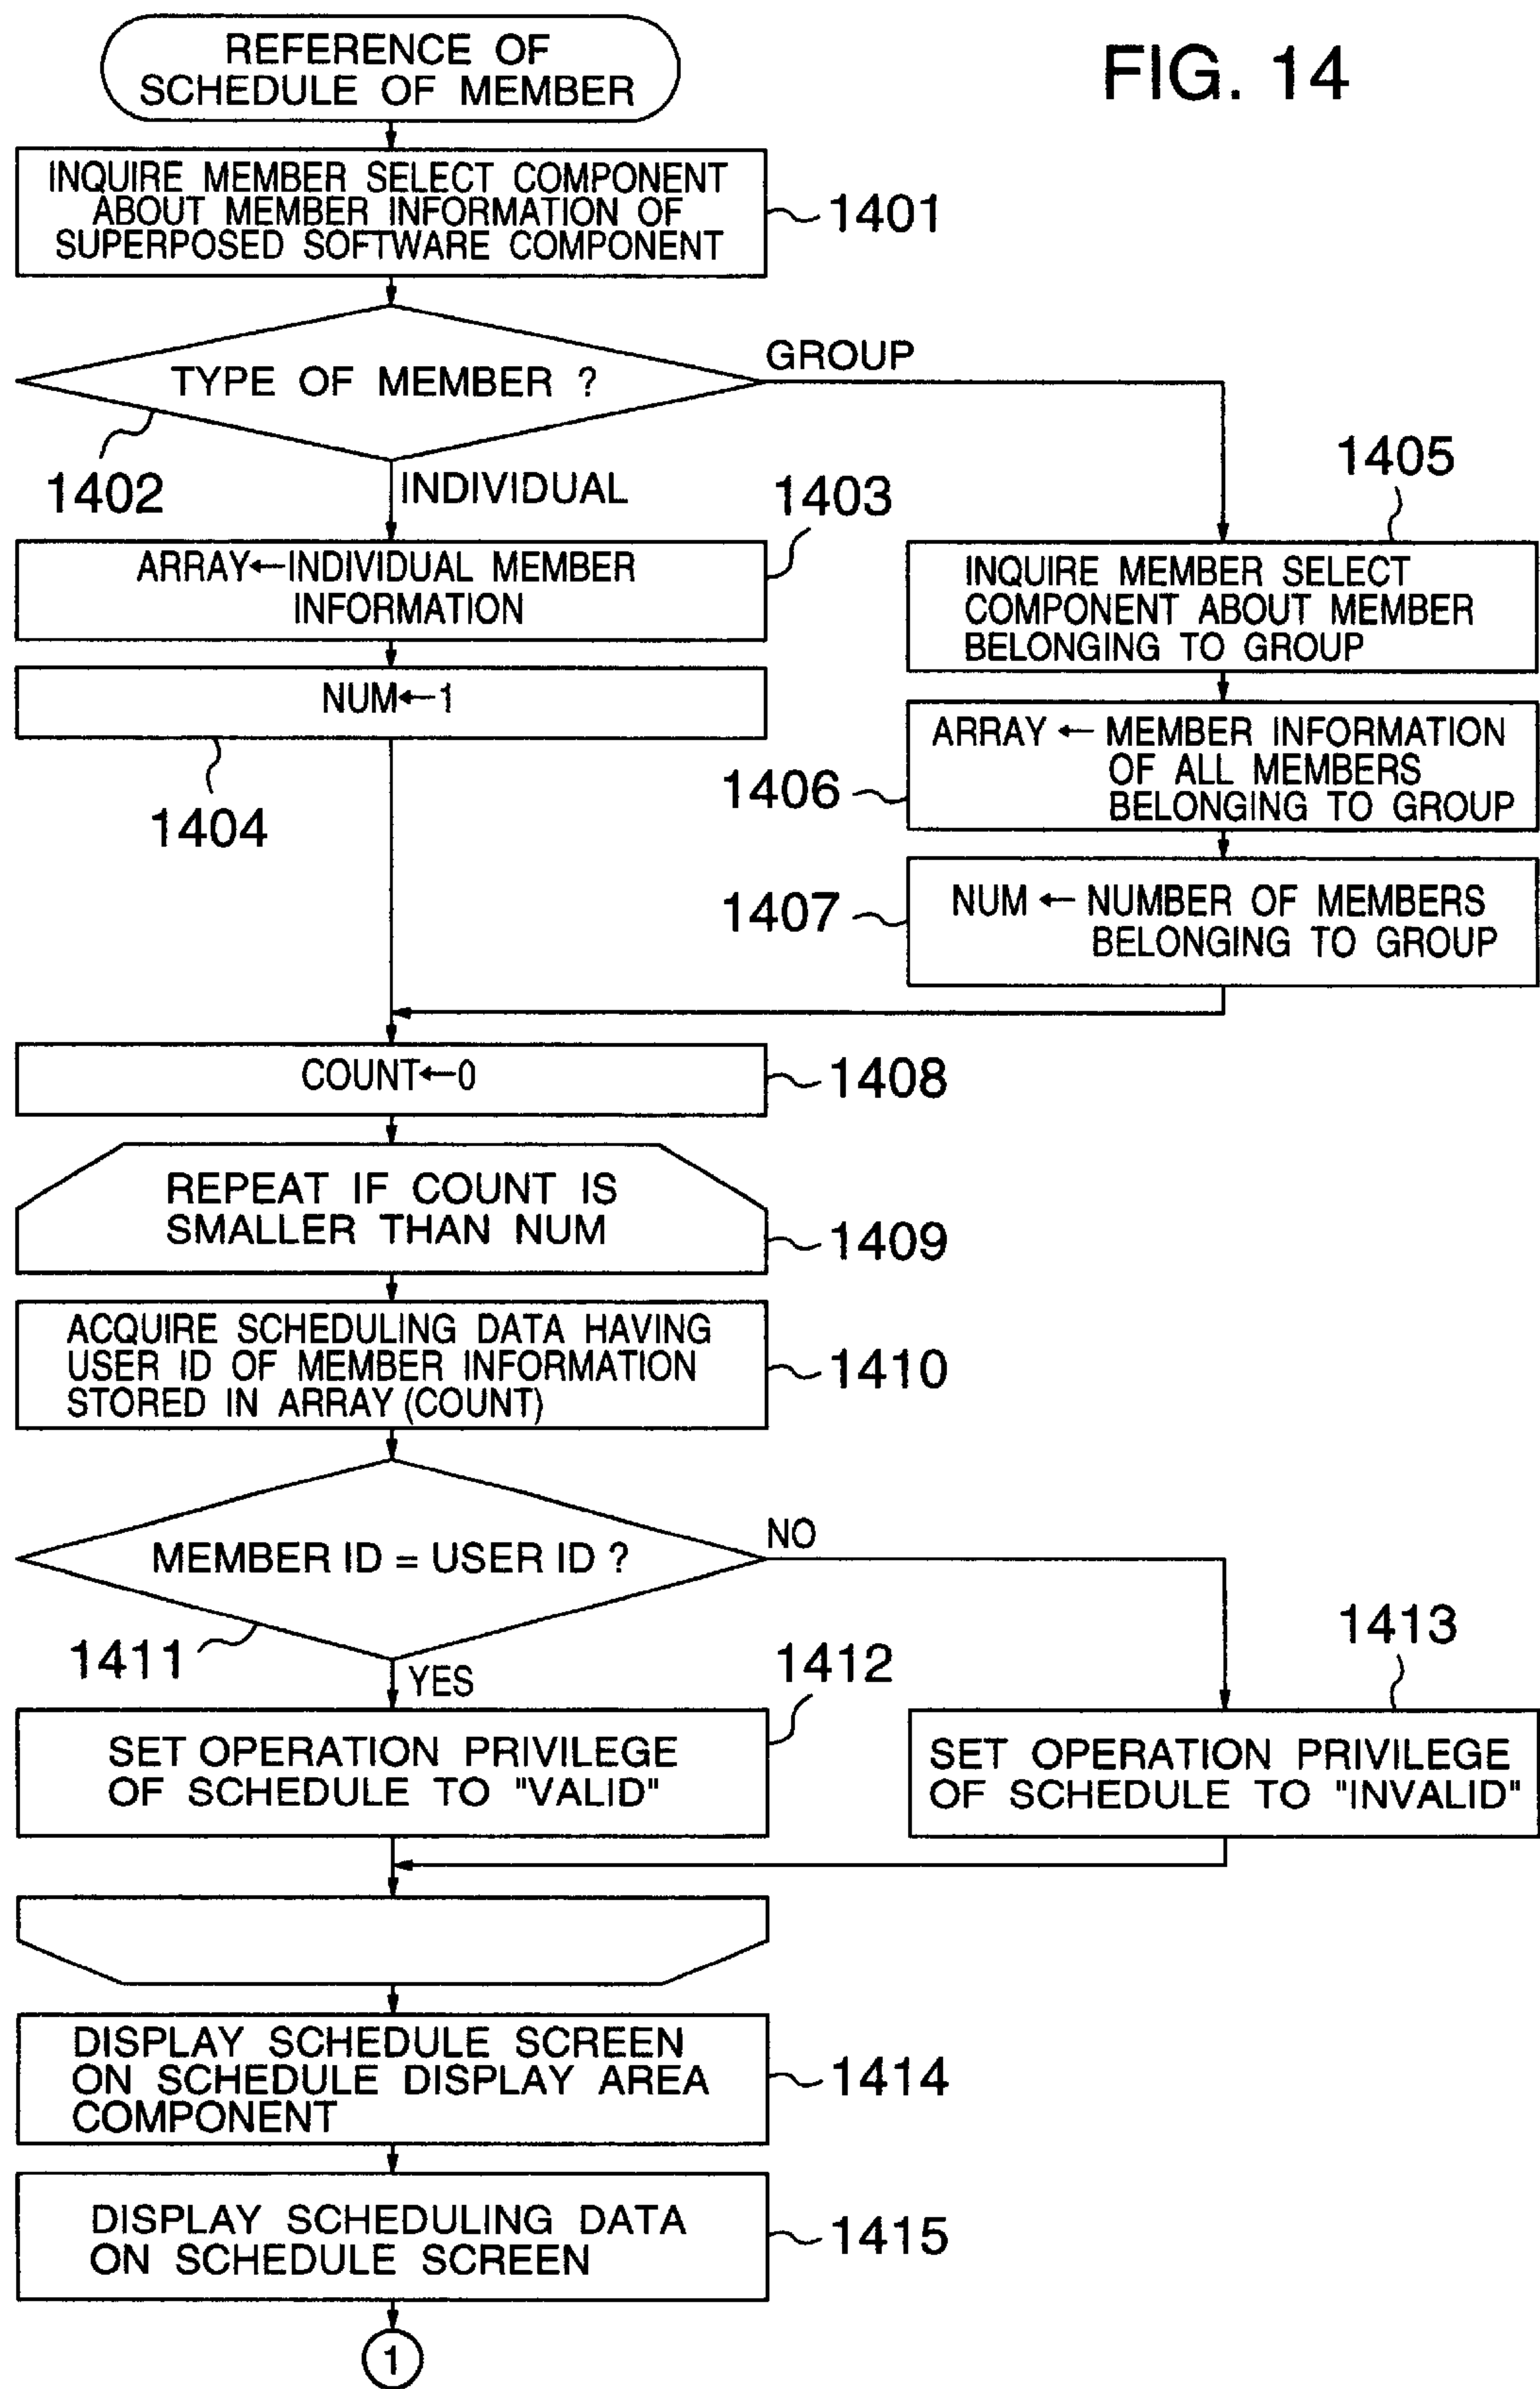 REFERENCE OF
SCHEDULE OF MEMBER
FIG. 14
INQUIRE MEMBER SELECT COMPONENT
ABOUT MEMBER INFORMATION OF
SUPERPOSED SOFTWARE COMPONENT
1401
TYPE OF MEMBER ?
GROUP
1402
INDIVIDUAL
1403
1405
ARRAY←INDIVIDUAL MEMBER
INFORMATION
INQUIRE MEMBER SELECT
COMPONENT ABOUT MEMBER
BELONGING TO GROUP
NUM←1
1404
ARRAY ← MEMBER INFORMATION
OF ALL MEMBERS
BELONGING TO GROUP
1406
NUM ← NUMBER OF MEMBERS
BELONGING TO GROUP
1407
COUNT←0
1408
REPEAT IF COUNT IS
SMALLER THAN NUM
1409
ACQUIRE SCHEDULING DATA HAVING
USER ID OF MEMBER INFORMATION
STORED IN ARRAY (COUNT)
1410
MEMBER ID = USER ID ?
NO
1411
YES
1412
1413
SET OPERATION PRIVILEGE
OF SCHEDULE TO "VALID"
SET OPERATION PRIVILEGE
OF SCHEDULE TO "INVALID"
DISPLAY SCHEDULE SCREEN
ON SCHEDULE DISPLAY AREA
COMPONENT
1414
DISPLAY SCHEDULING DATA
ON SCHEDULE SCREEN
1415
1